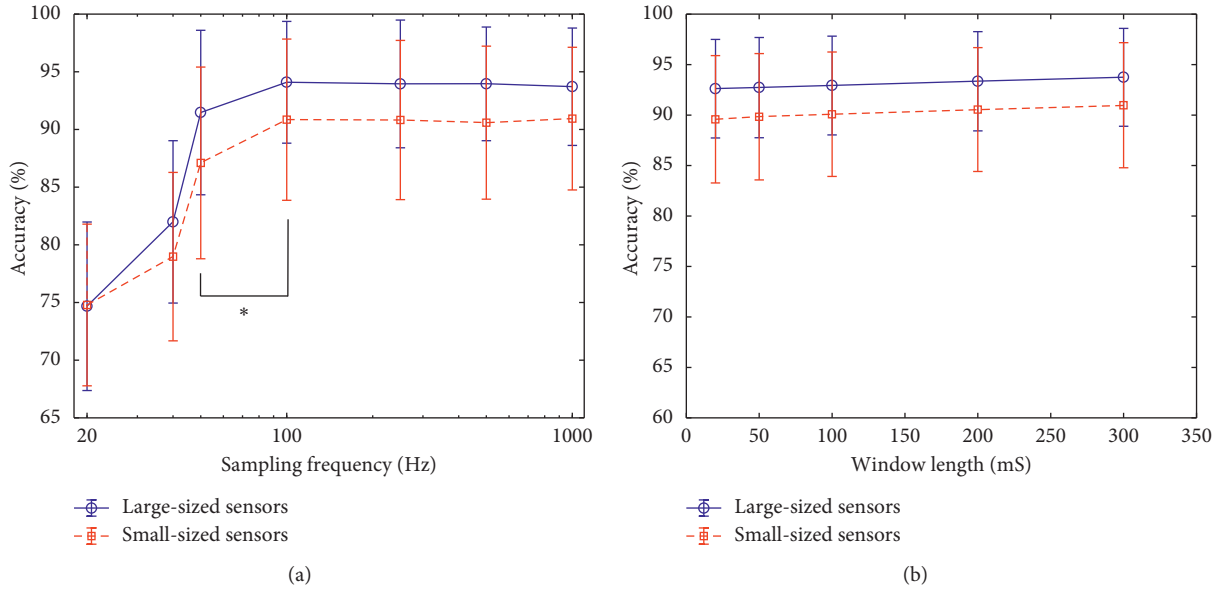 100
95
90
85
80
75
70
65
Accuracy (%)
20
100
1000
Sampling frequency (Hz)
*
Large-sized sensors
Small-sized sensors
(a)
100
95
90
85
80
75
70
65
60
Accuracy (%)
0 50 100 150 200 250 300 350
Window length (mS)
Large-sized sensors
Small-sized sensors
(b)